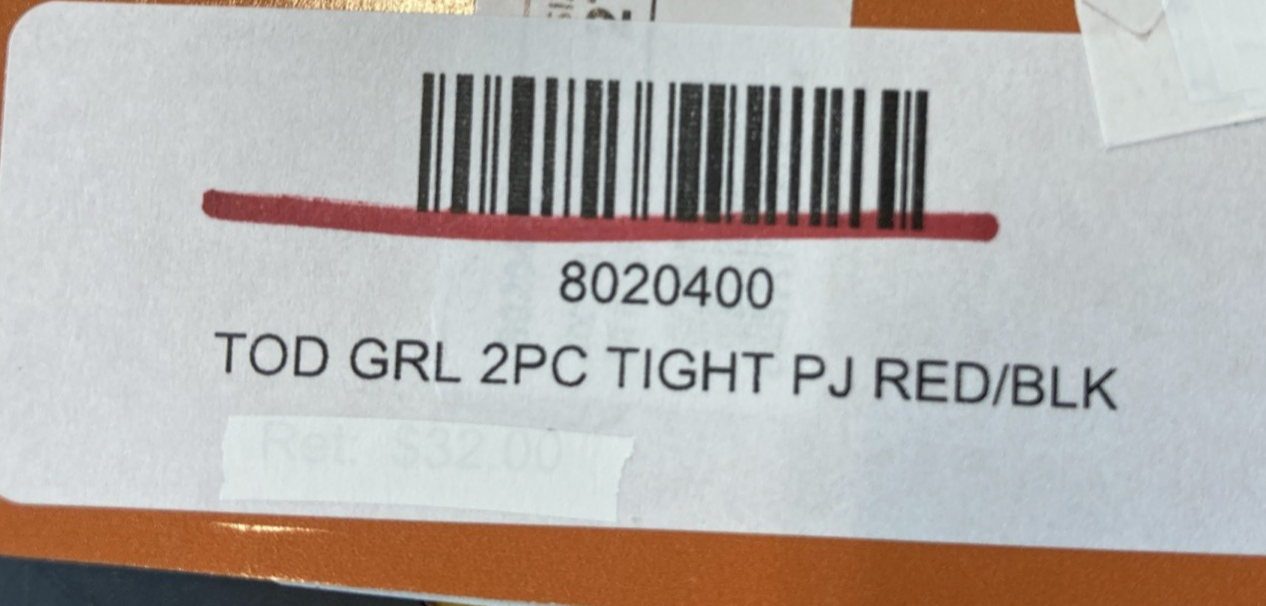 8020400
TOD GRL 2PC TIGHT PJ RED/BLK
Ret: $32.00